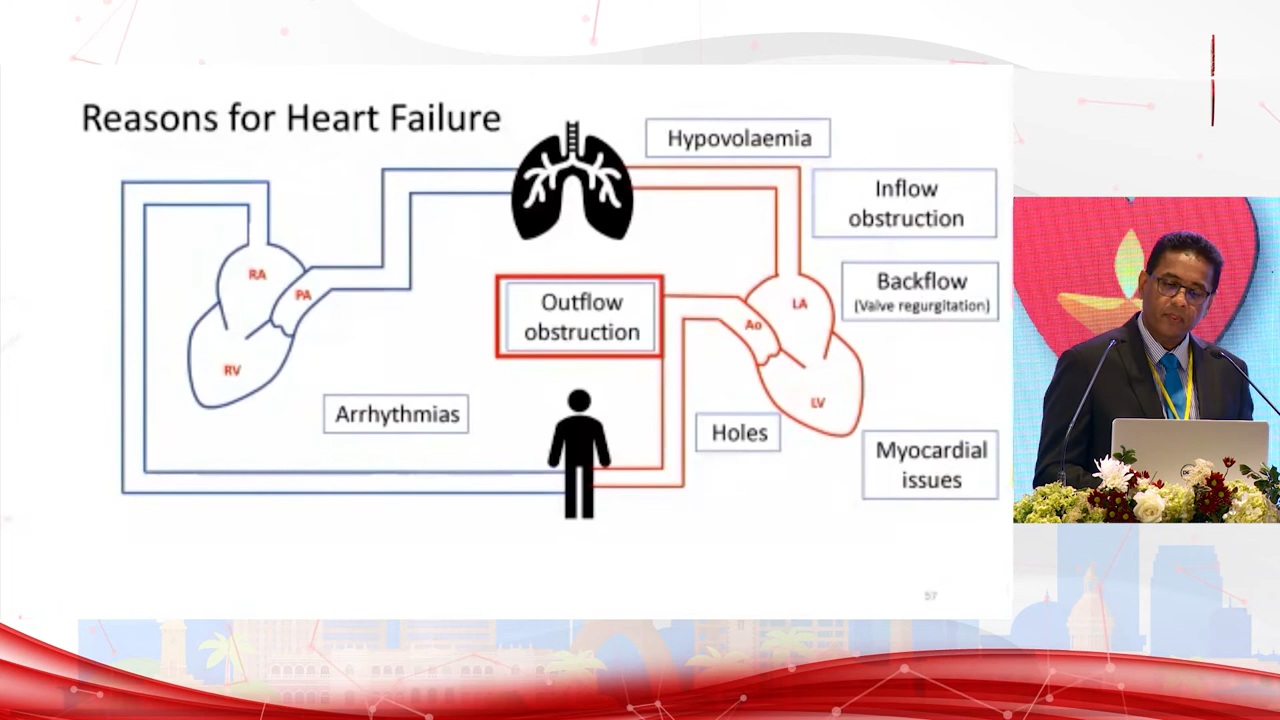 Reasons for Heart Failure
Hypovolaemia
Inflow
obstruction
RA
PA
Outflow
obstruction
Ao
LA
Backflow
(Valve regurgitation)
RV
Arrhythmias
Holes
LV
Myocardial
issues
57